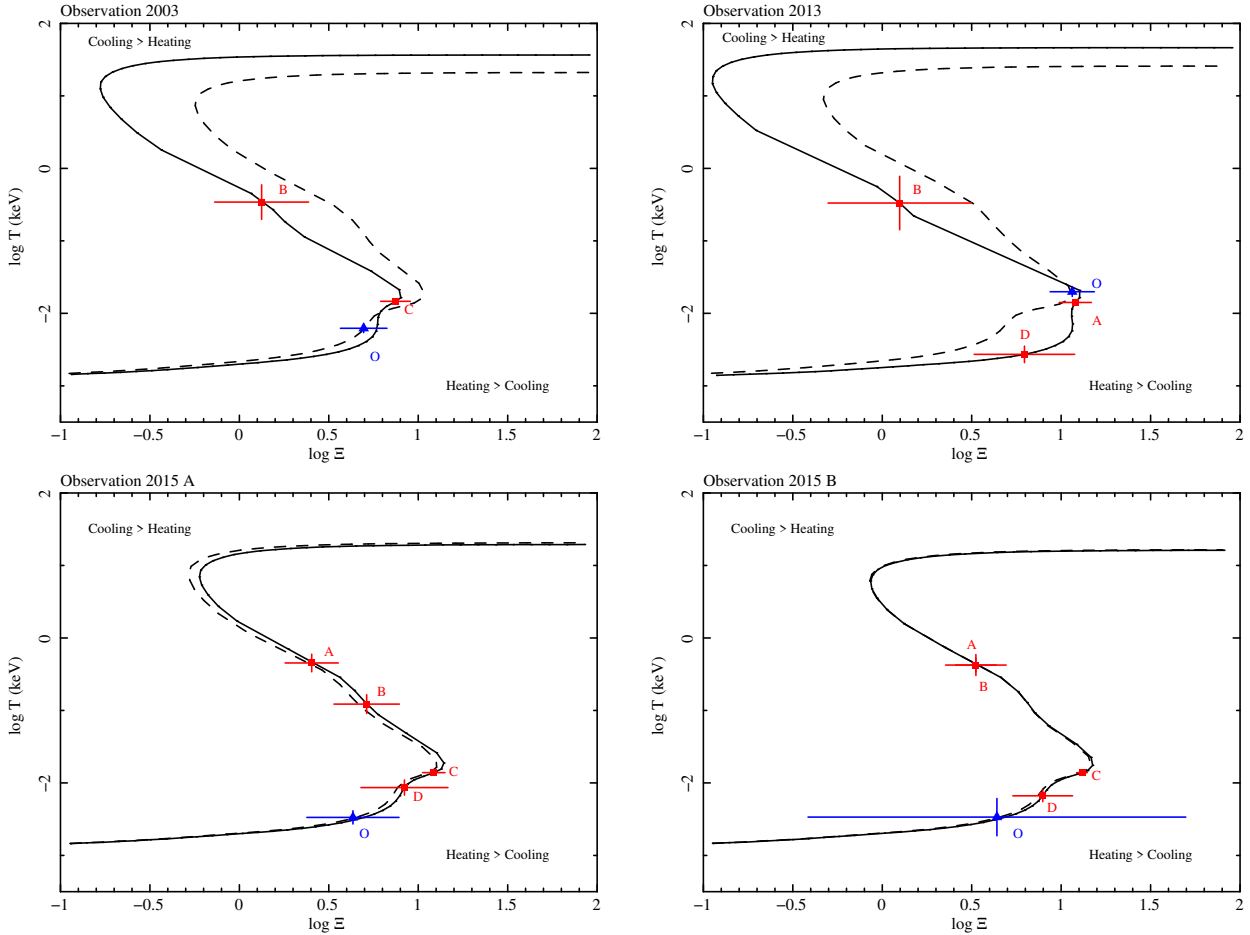 Observation 2003
Cooling > Heating
B
C
O
Heating > Cooling
log T (keV)
2
0
−2
−1
−0.5
0
0.5
1
1.5
2
log Ξ
Observation 2013
Cooling > Heating
B
O
A
D
Heating > Cooling
log T (keV)
2
0
−2
−1
−0.5
0
0.5
1
1.5
2
log Ξ
Observation 2015 A
Cooling > Heating
A
B
C
D
O
Heating > Cooling
log T (keV)
2
0
−2
−1
−0.5
0
0.5
1
1.5
2
log Ξ
Observation 2015 B
Cooling > Heating
A
B
C
D
O
Heating > Cooling
log T (keV)
2
0
−2
−1
−0.5
0
0.5
1
1.5
2
log Ξ